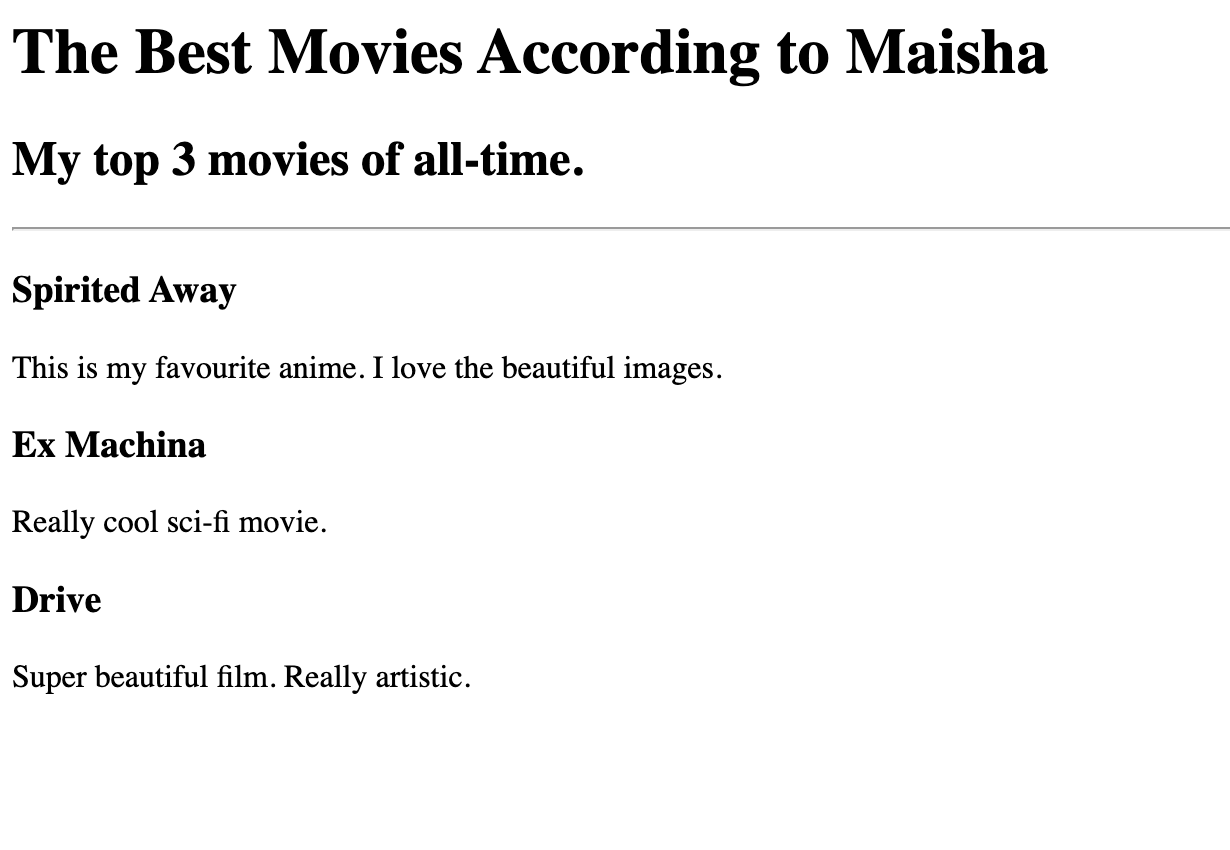 The Best Movies According to Maisha
My top 3 movies of all-time.
Spirited Away
This is my favourite anime. I love the beautiful images.
Ex Machina
Really cool sci-fi movie.
Drive
Super beautiful film. Really artistic.